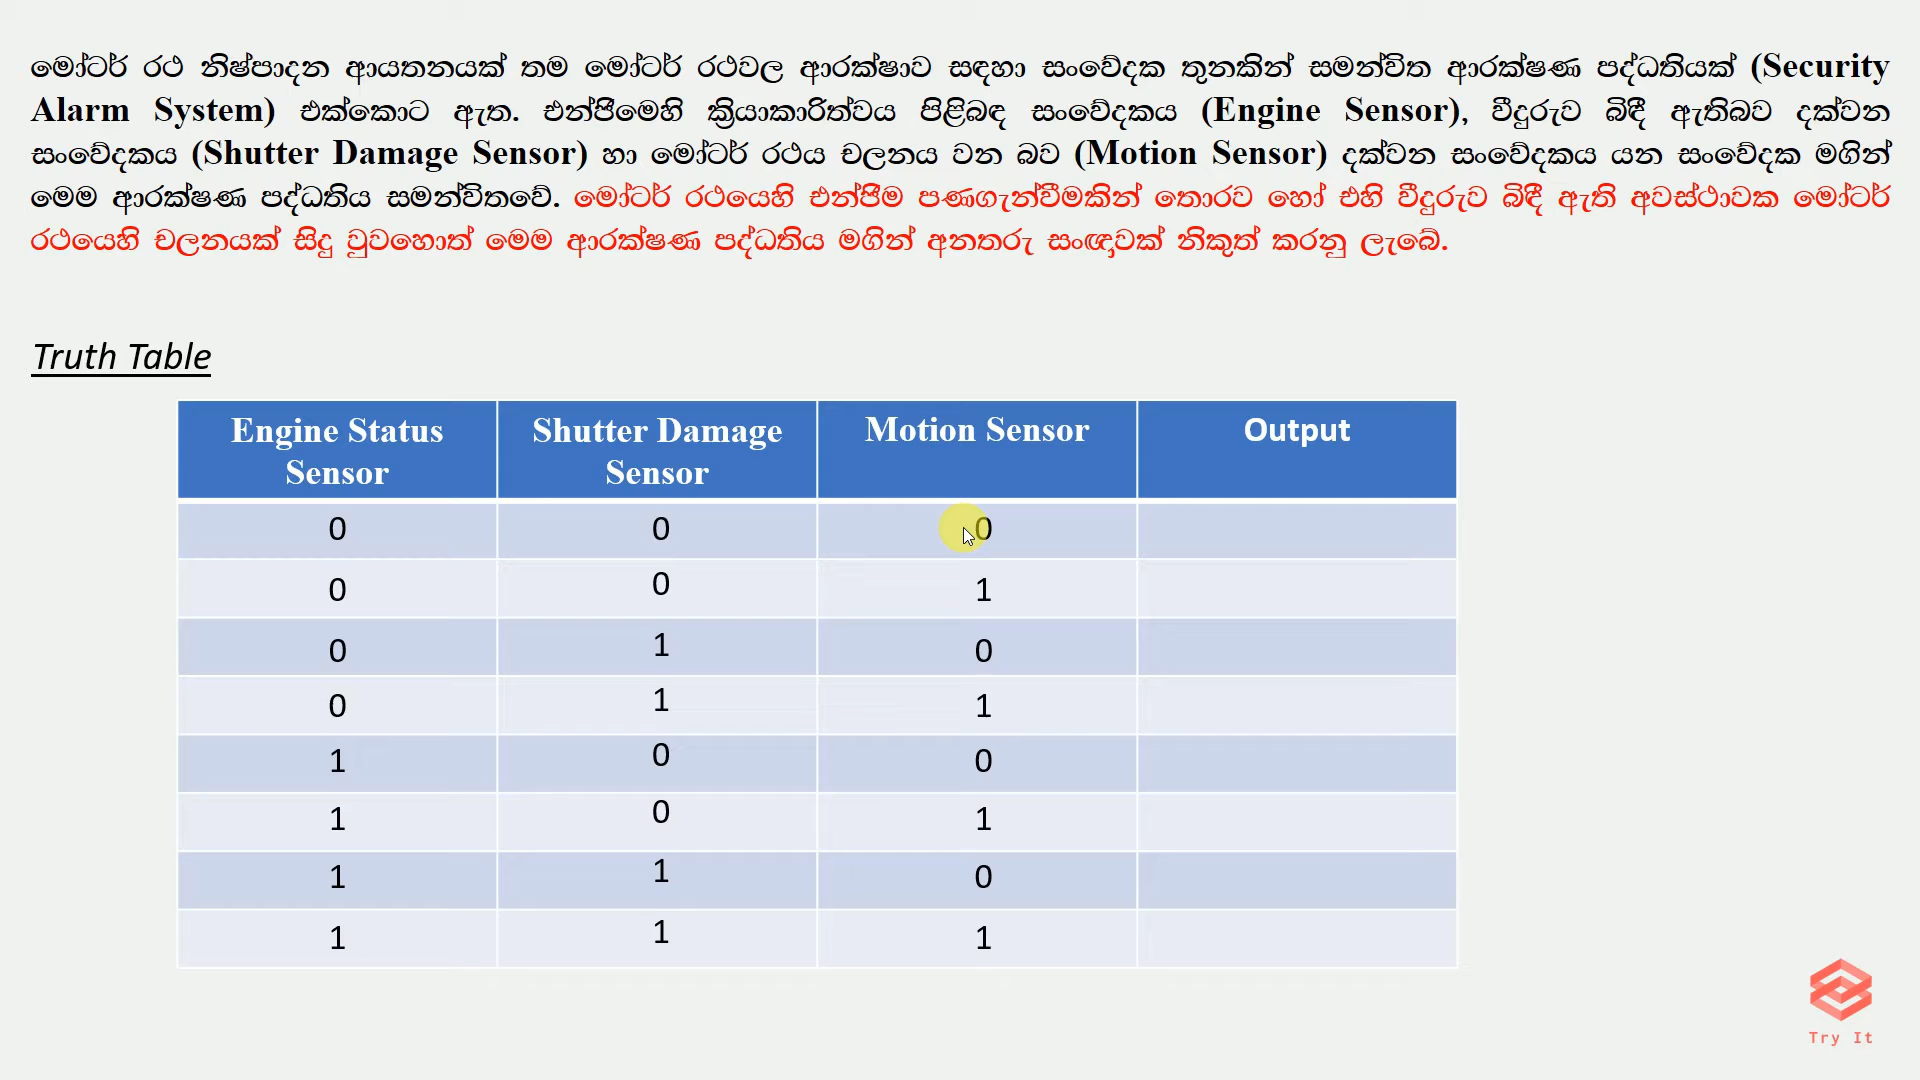 මෝටර් රථ නිෂ්පාදන ආයතනයක් තම මෝටර් රථවල ආරක්ෂාව සඳහා සංවේදක තුනකින් සමන්විත ආරක්ෂණ පද්ධතියක් (Security
Alarm System) එක්කොට ඇත. එන්ජිමෙහි ක්‍රියාකාරිත්වය පිළිබඳ සංවේදකය (Engine Sensor), වීදුරුව බිඳී ඇතිබව දක්වන
සංවේදකය (Shutter Damage Sensor) හා මෝටර් රථය චලනය වන බව (Motion Sensor) දක්වන සංවේදකය යන සංවේදක මගින්
මෙම ආරක්ෂණ පද්ධතිය සමන්විතවේ. මෝටර් රථයෙහි එන්ජිම පණගැන්වීමකින් තොරව හෝ එහි වීදුරුව බිඳී ඇති අවස්ථාවක මෝටර්
රථයෙහි චලනයක් සිදු වුවහොත් මෙම ආරක්ෂණ පද්ධතිය මගින් අනතරු සංඥාවක් නිකුත් කරනු ලැබේ.
Truth Table
Engine Status Sensor Shutter Damage Sensor Motion Sensor Output
0 0 0
0 0 1
0 1 0
0 1 1
1 0 0
1 0 1
1 1 0
1 1 1
Try It